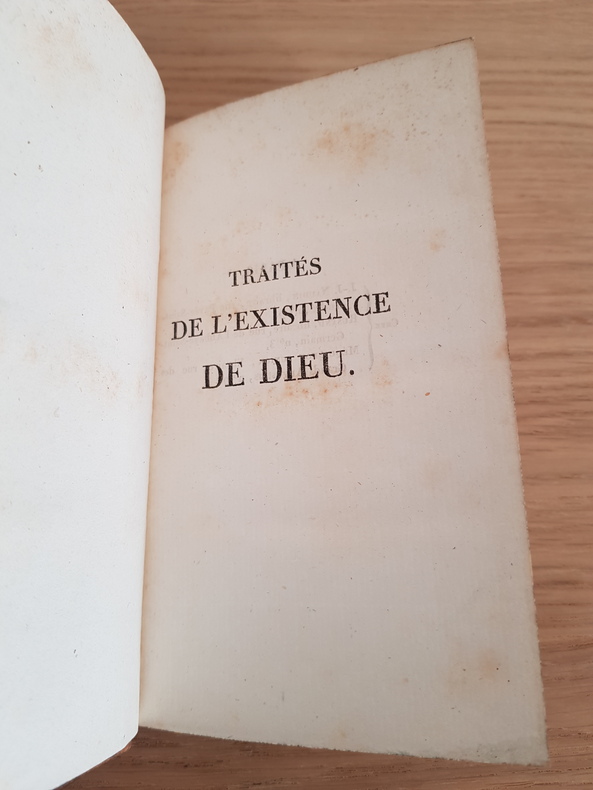 TRAITÉS
DE L'EXISTENCE
DE DIEU.